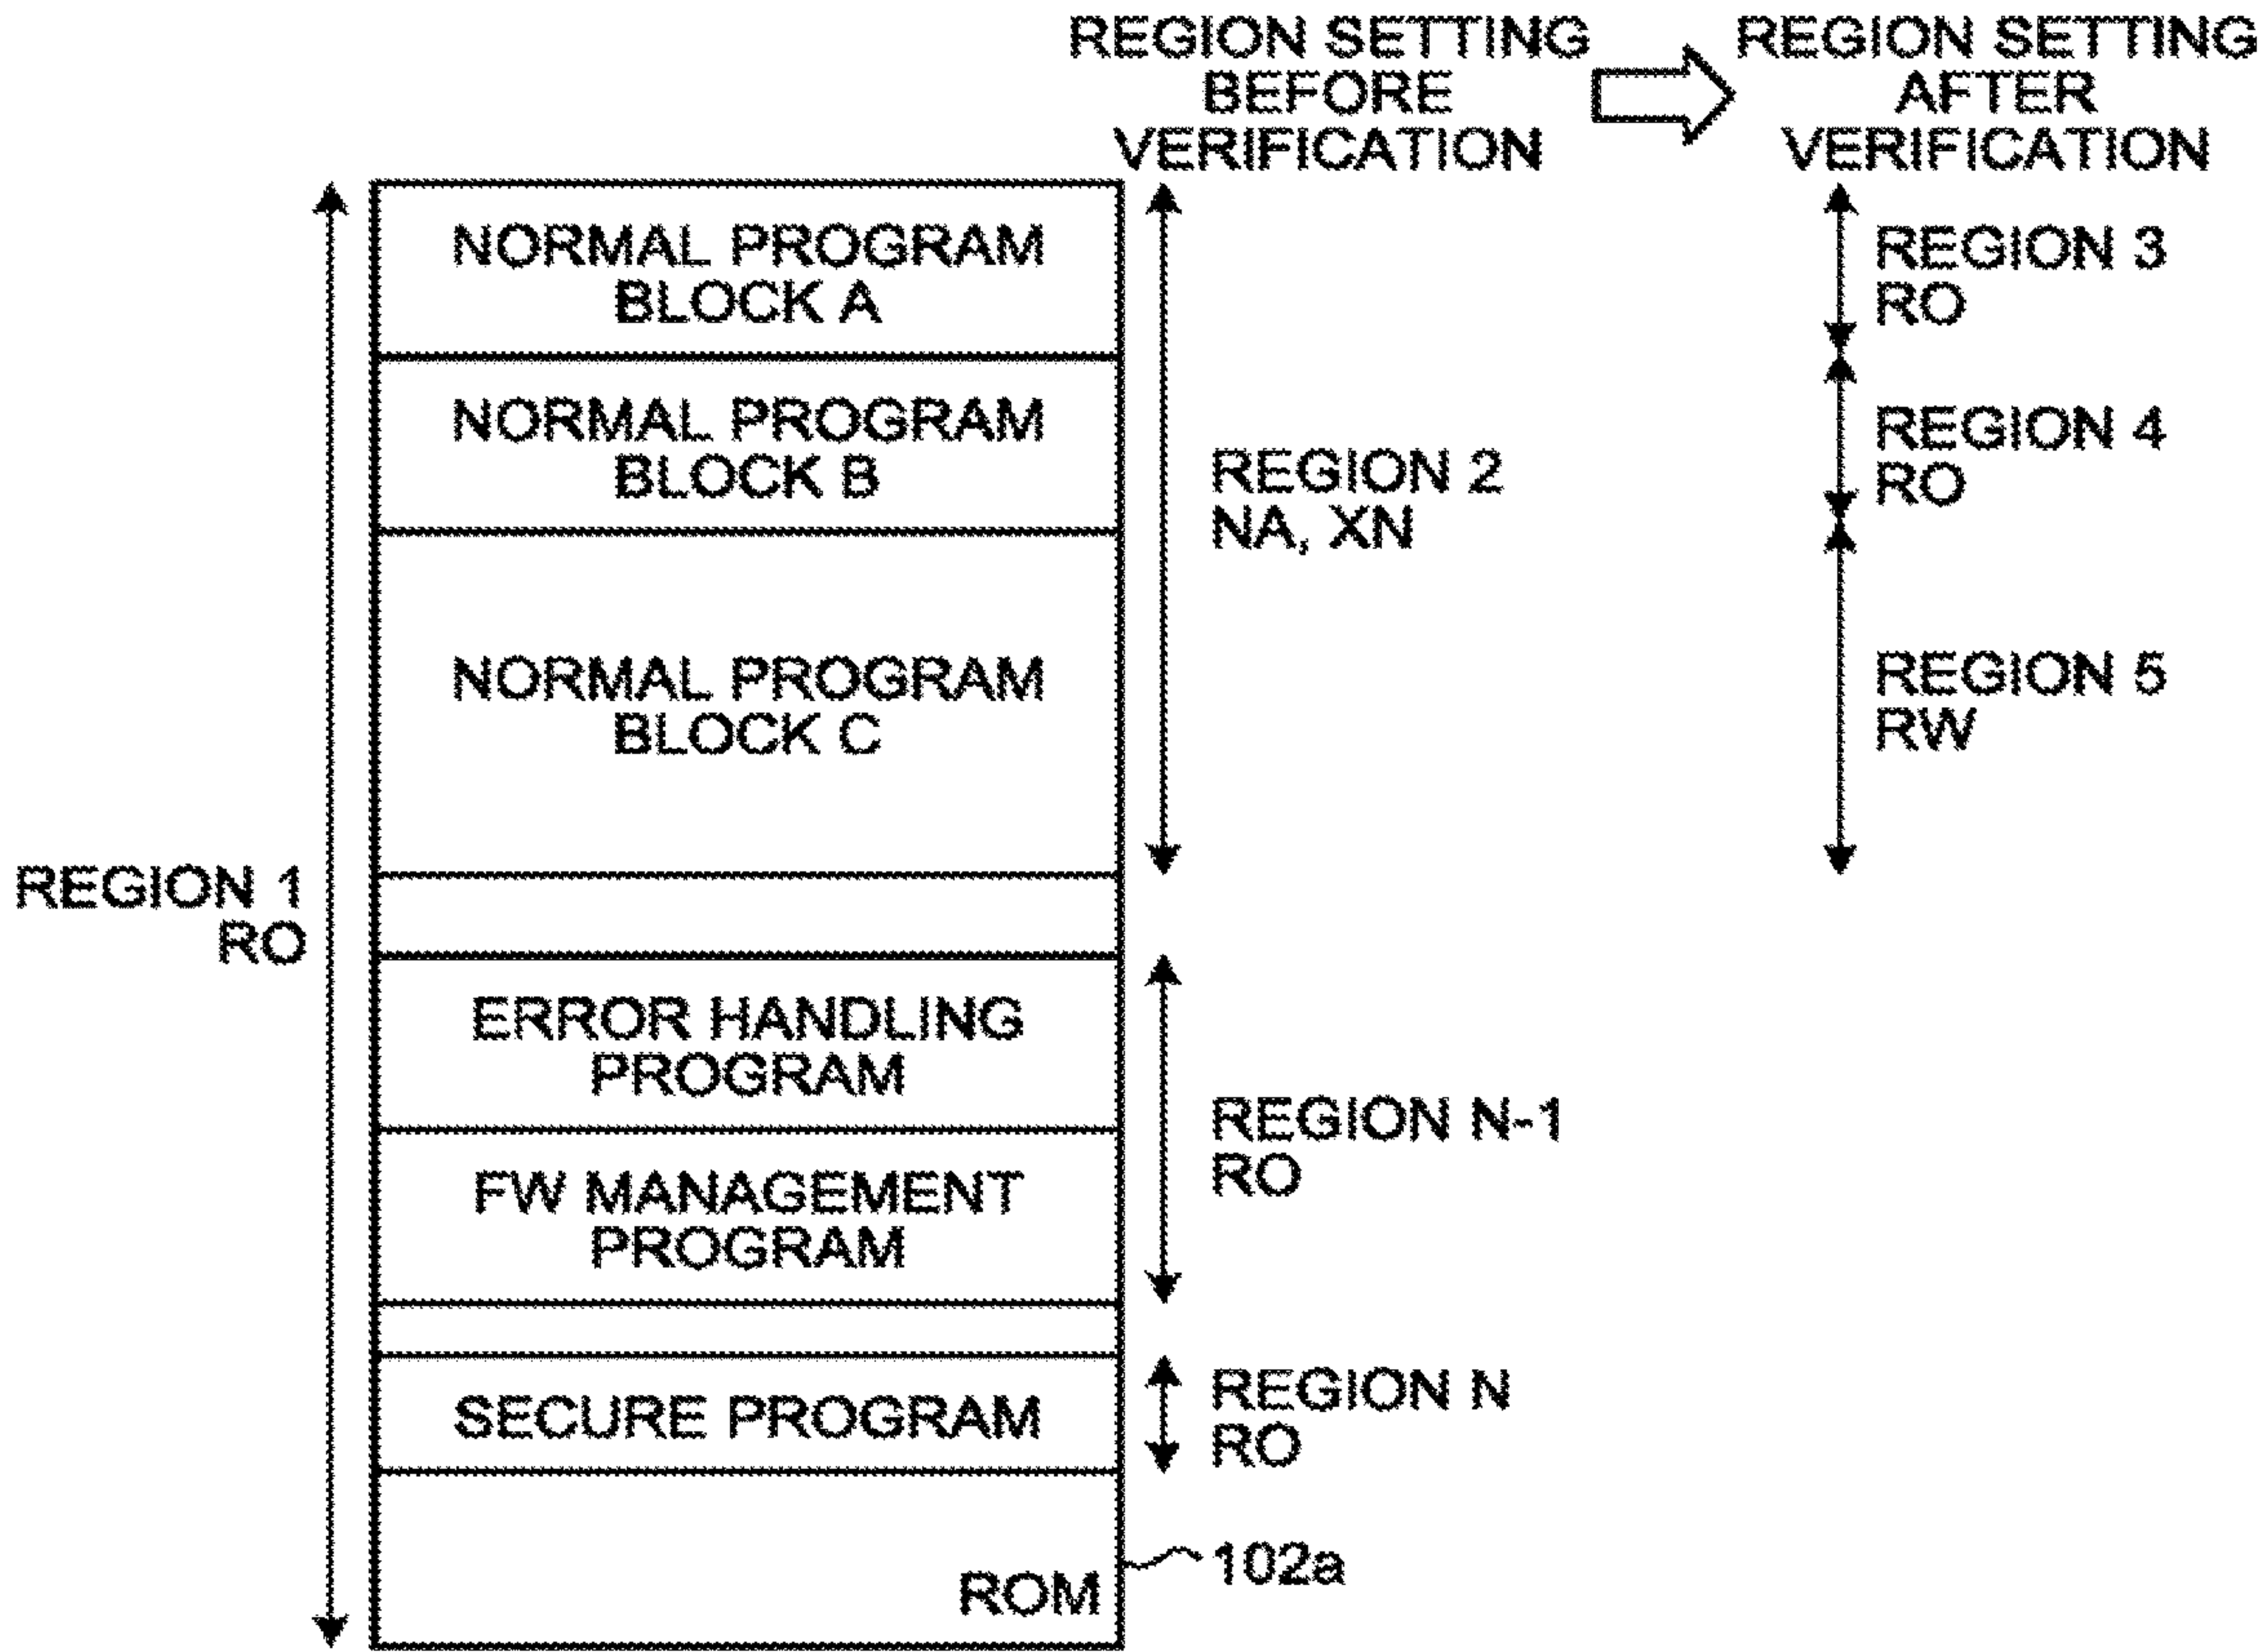 REGION SETTING
BEFORE
VERIFICATION
REGION SETTING
AFTER
VERIFICATION
NORMAL PROGRAM
BLOCK A
REGION 3
RO
NORMAL PROGRAM
BLOCK B
REGION 4
RO
REGION 2
NA, XN
NORMAL PROGRAM
BLOCK C
REGION 5
RW
REGION 1
RO
ERROR HANDLING
PROGRAM
REGION N-1
RO
FW MANAGEMENT
PROGRAM
SECURE PROGRAM
REGION N
RO
102a
ROM